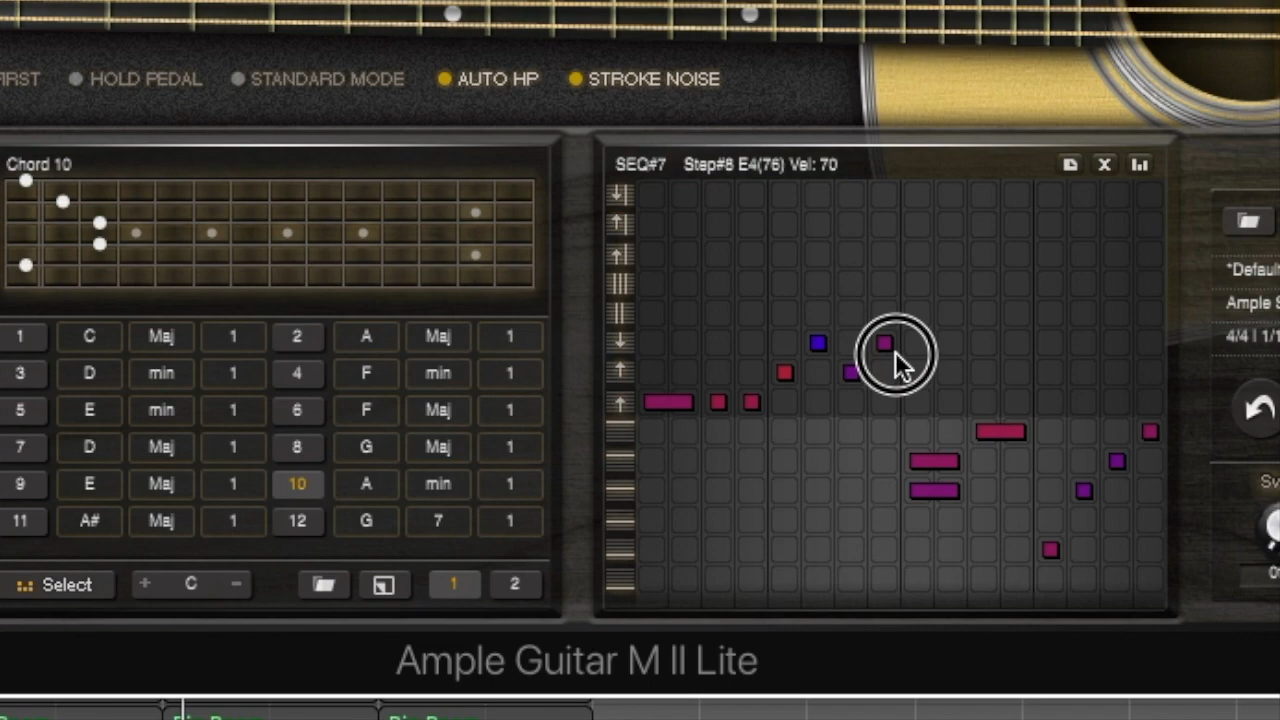 FIRST HOLD PEDAL STANDARD MODE AUTO HP STROKE NOISE
Chord 10
SEQ#7 Step#8 E4(76) Vel: 70
1 C Maj 1 2 A Maj 1
3 D min 1 4 F min 1
5 E min 1 6 F Maj 1
7 D Maj 1 8 G Maj 1
9 E Maj 1 10 A min 1
11 A# Maj 1 12 G 7 1
Select + C − 1 2
*Defaul
Ample S
4/4 | 1/1
Sw
Ample Guitar M II Lite